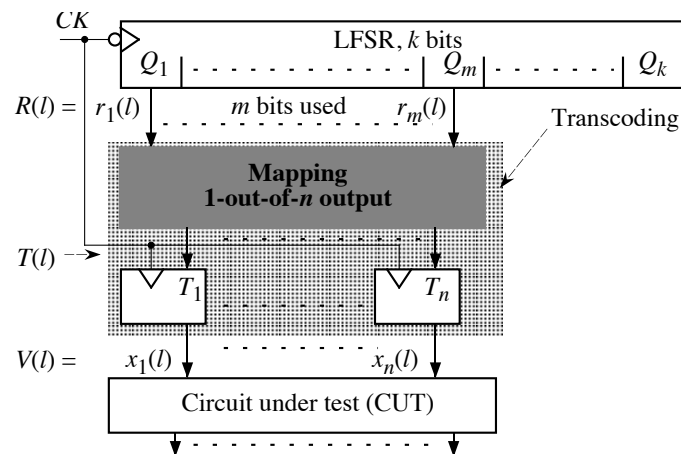 CK
LFSR, k bits
Q1 Qm Qk
R(l) = r1(l) m bits used rm(l)
Transcoding
Mapping
1-out-of-n output
T(l)
T1 Tn
V(l) = x1(l) xn(l)
Circuit under test (CUT)